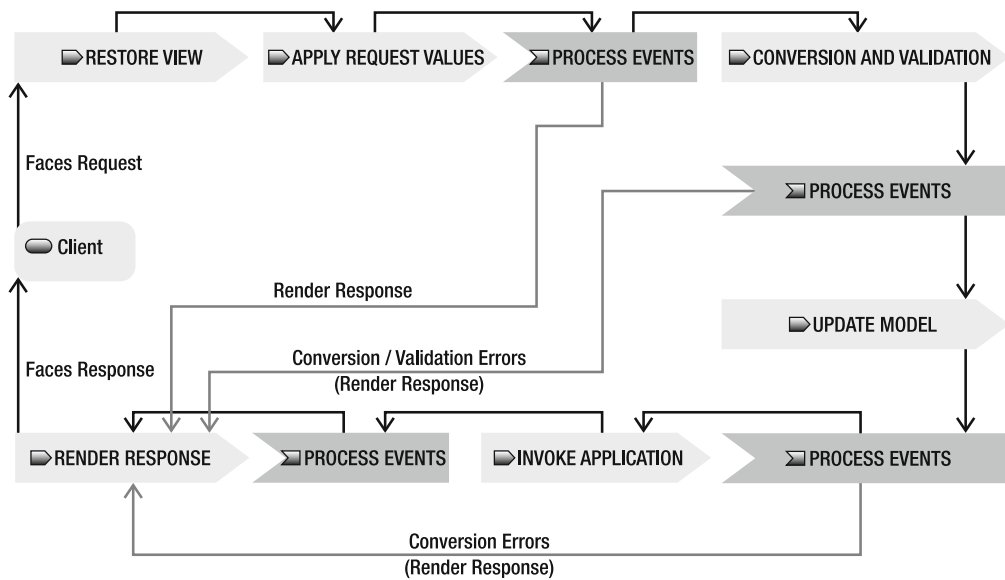 RESTORE VIEW
APPLY REQUEST VALUES
PROCESS EVENTS
CONVERSION AND VALIDATION
Faces Request
PROCESS EVENTS
Client
Render Response
UPDATE MODEL
Conversion / Validation Errors
(Render Response)
Faces Response
RENDER RESPONSE
PROCESS EVENTS
INVOKE APPLICATION
PROCESS EVENTS
Conversion Errors
(Render Response)